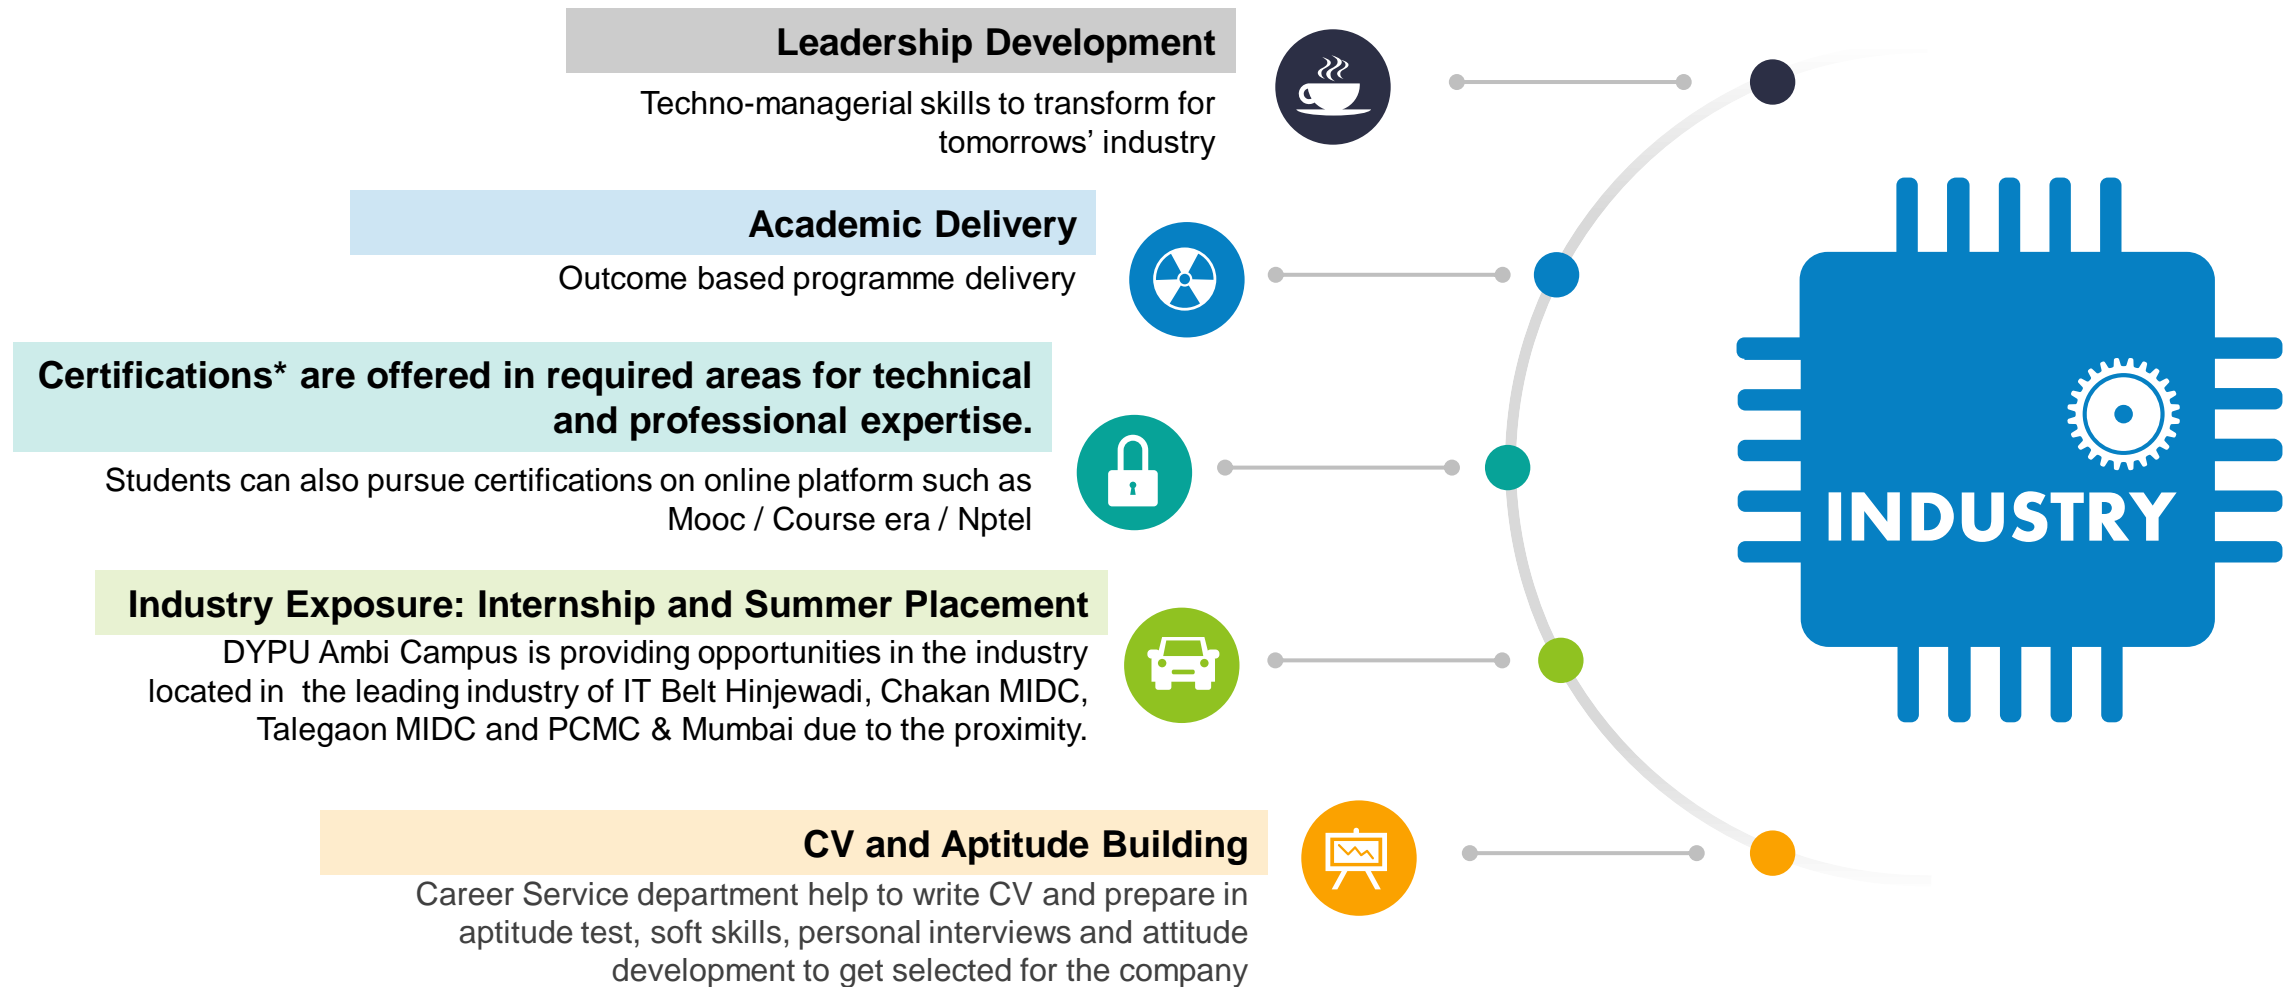 Leadership Development
Techno-managerial skills to transform for
tomorrows’ industry
Academic Delivery
Outcome based programme delivery
Certifications* are offered in required areas for technical
and professional expertise.
Students can also pursue certifications on online platform such as
Mooc / Course era / Nptel
Industry Exposure: Internship and Summer Placement
DYPU Ambi Campus is providing opportunities in the industry
located in  the leading industry of IT Belt Hinjewadi, Chakan MIDC,
Talegaon MIDC and PCMC & Mumbai due to the proximity.
CV and Aptitude Building
Career Service department help to write CV and prepare in
aptitude test, soft skills, personal interviews and attitude
development to get selected for the company
INDUSTRY